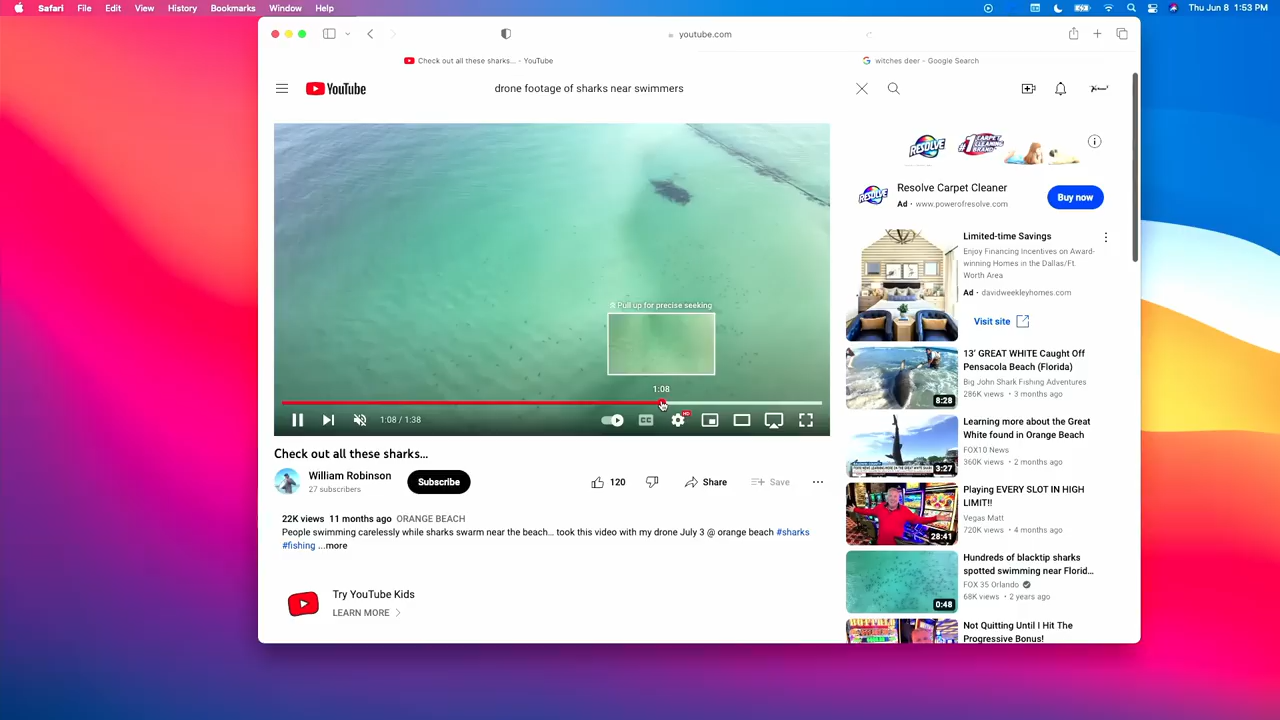 Safari File Edit View History Bookmarks Window Help
Thu Jun 8 1:53 PM
youtube.com
Check out all these sharks... - YouTube
witches deer - Google Search
YouTube
drone footage of sharks near swimmers
Pull up for precise seeking
1:08
1:08 / 1:38
CC
HD
Check out all these sharks...
William Robinson
27 subscribers
Subscribe
120
Share
Save
22K views 11 months ago ORANGE BEACH
People swimming carelessly while sharks swarm near the beach... took this video with my drone July 3 @ orange beach #sharks
#fishing ...more
Try YouTube Kids
LEARN MORE
RESOLVE
#1 CARPET
CLEANING
BRAND
RESOLVE
Resolve Carpet Cleaner
Ad · www.powerofresolve.com
Buy now
Limited-time Savings
Enjoy Financing Incentives on Award-
winning Homes in the Dallas/Ft.
Worth Area
Ad · davidweekleyhomes.com
Visit site
13' GREAT WHITE Caught Off
Pensacola Beach (Florida)
Big John Shark Fishing Adventures
286K views · 3 months ago
8:28
Learning more about the Great
White found in Orange Beach
FOX10 News
360K views · 2 months ago
3:27
Playing EVERY SLOT IN HIGH
LIMIT!!
Vegas Matt
720K views · 4 months ago
28:41
Hundreds of blacktip sharks
spotted swimming near Florid...
FOX 35 Orlando
68K views · 2 years ago
0:48
Not Quitting Until I Hit The
Progressive Bonus!